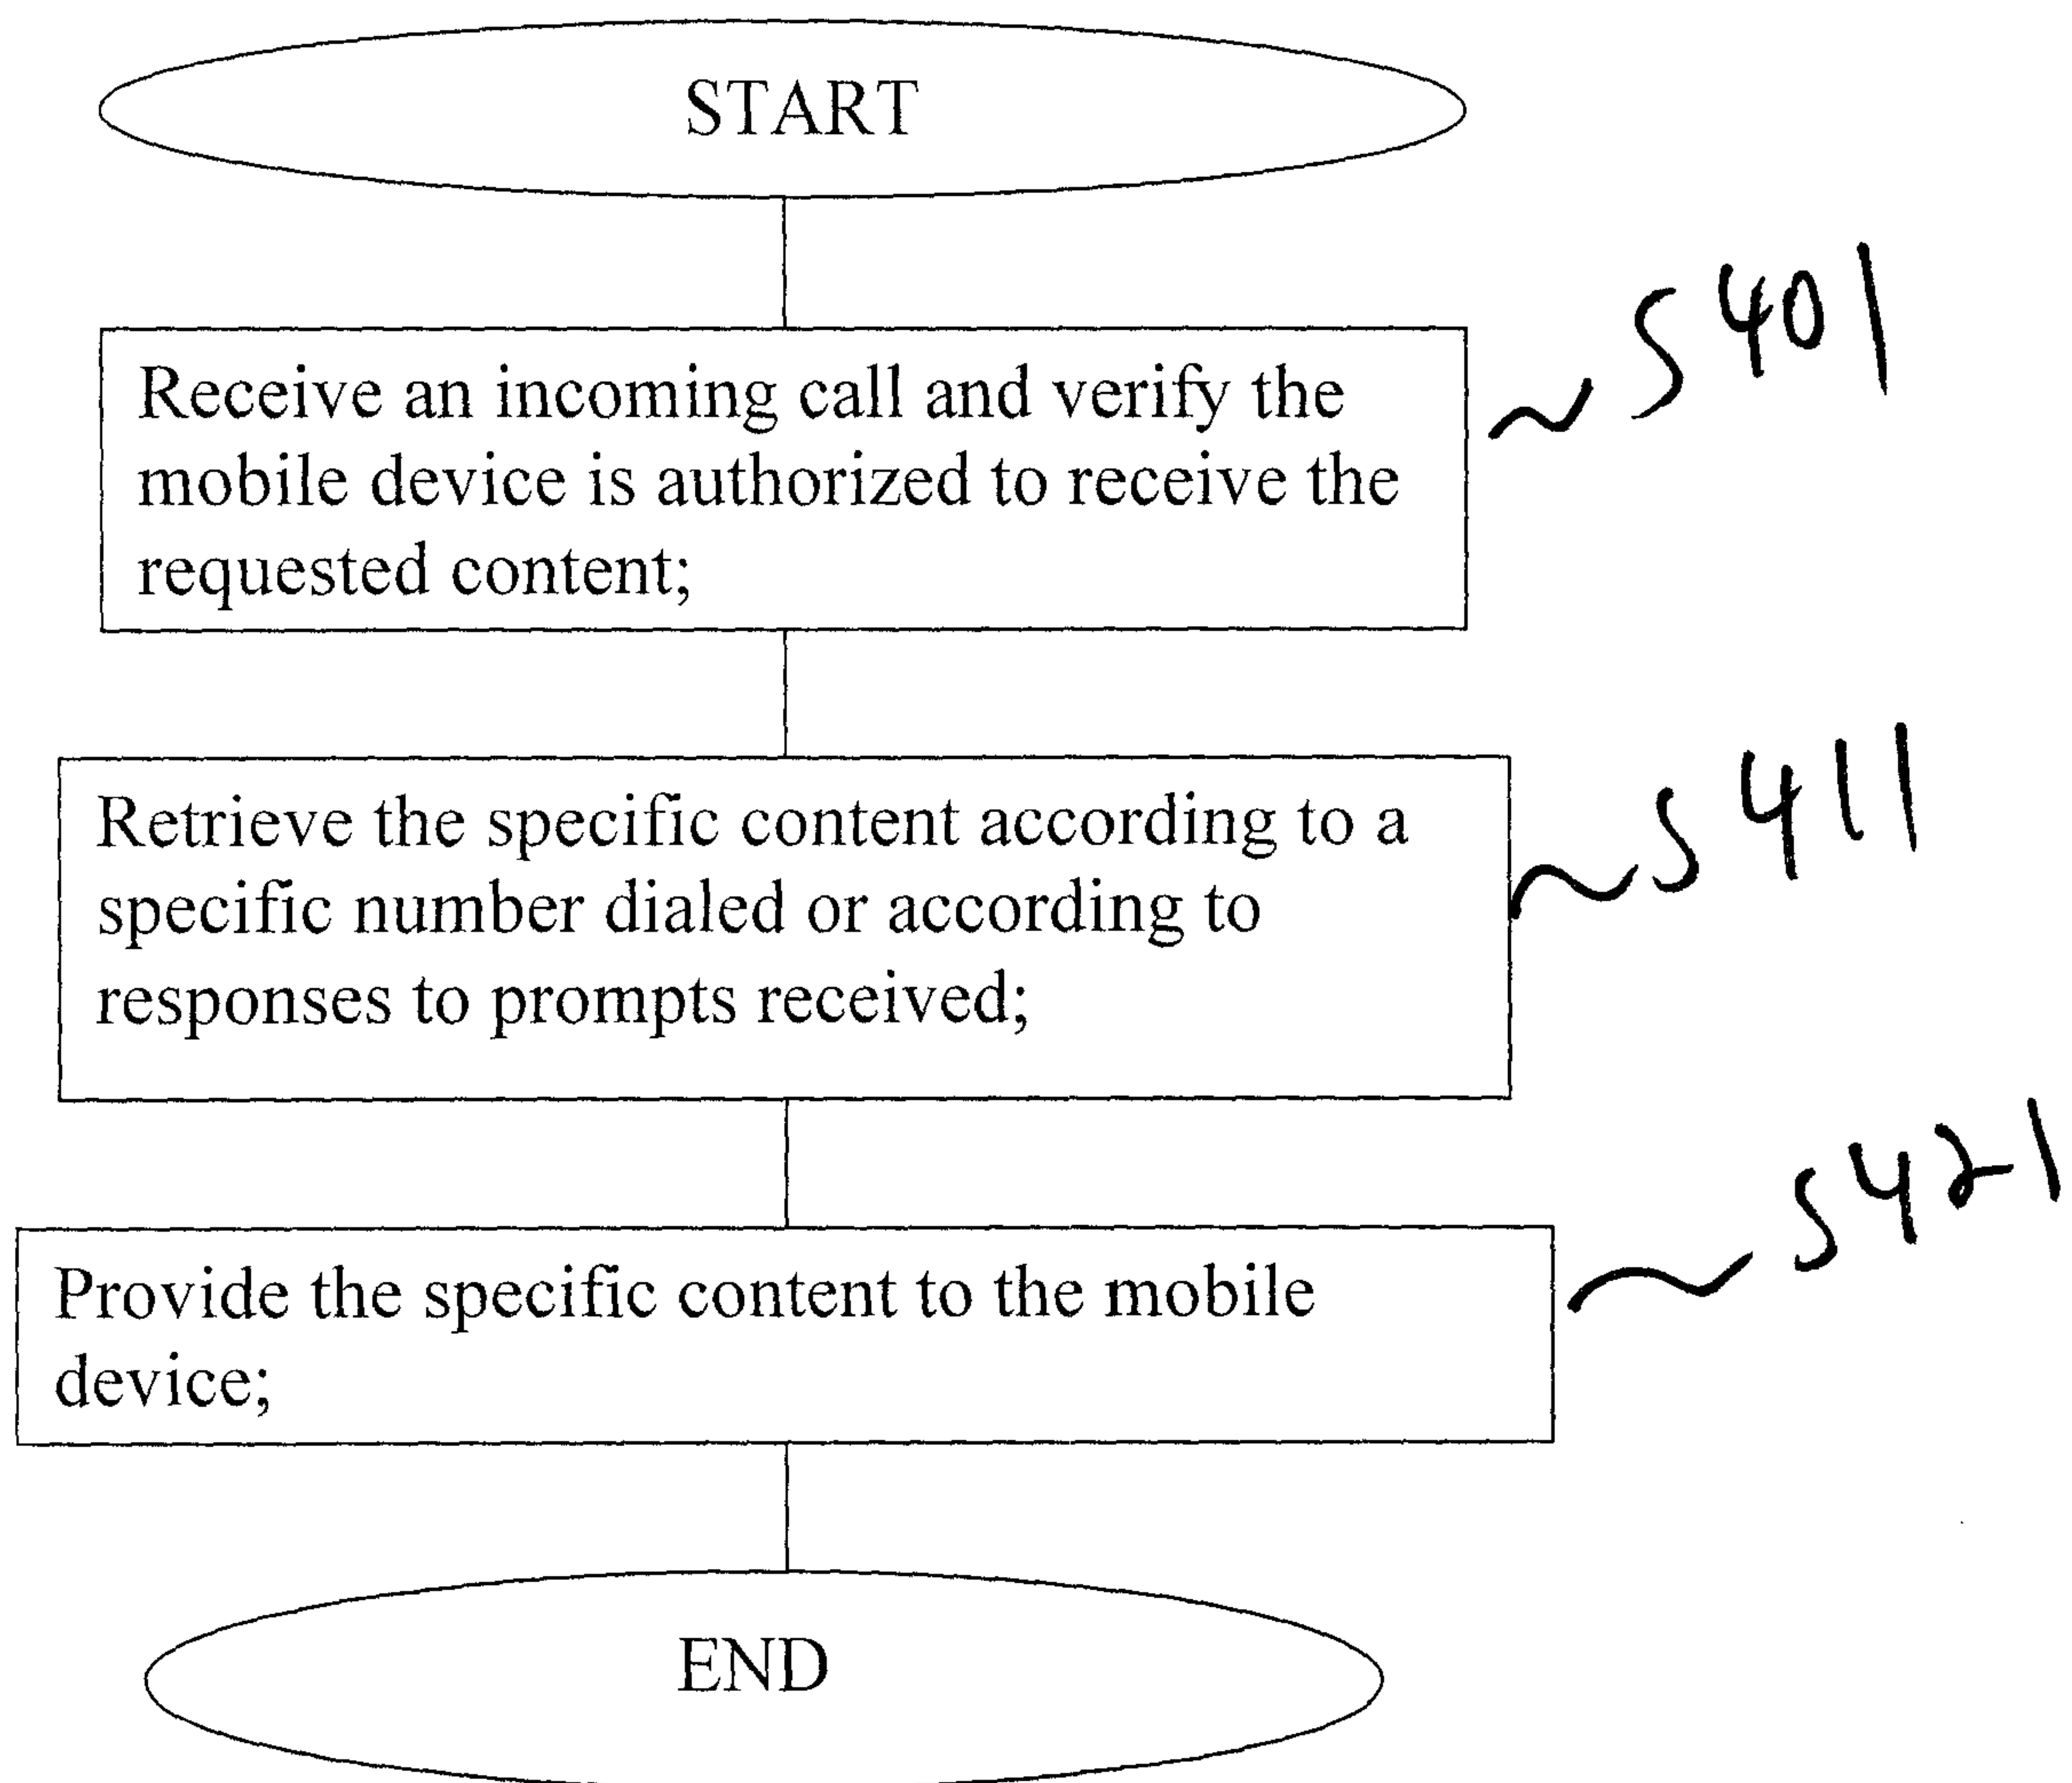 START
Receive an incoming call and verify the
mobile device is authorized to receive the
requested content;
S401
Retrieve the specific content according to a
specific number dialed or according to
responses to prompts received;
S411
Provide the specific content to the mobile
device;
S421
END